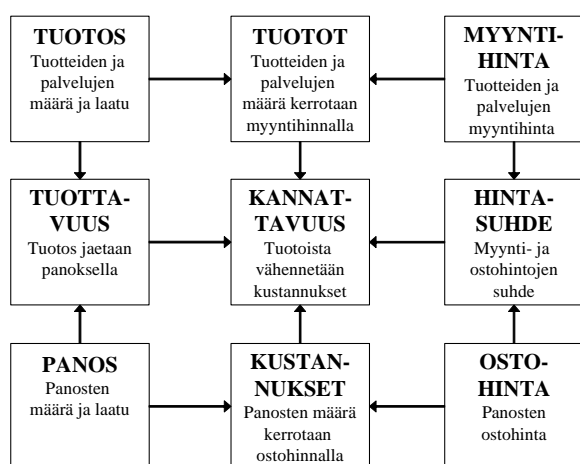 TUOTOS
Tuotteiden ja
palvelujen
määrä ja laatu
TUOTOT
Tuotteiden ja
palvelujen
määrä kerrotaan
myyntihinnalla
MYYNTI-
HINTA
Tuotteiden ja
palvelujen
myyntihinta
TUOTTA-
VUUS
Tuotos jaetaan
panoksella
KANNAT-
TAVUUS
Tuotoista
vähennetään
kustannukset
HINTA-
SUHDE
Myynti- ja
ostohintojen
suhde
PANOS
Panosten
määrä ja laatu
KUSTAN-
NUKSET
Panosten määrä
kerrotaan
ostohinnalla
OSTO-
HINTA
Panosten
ostohinta